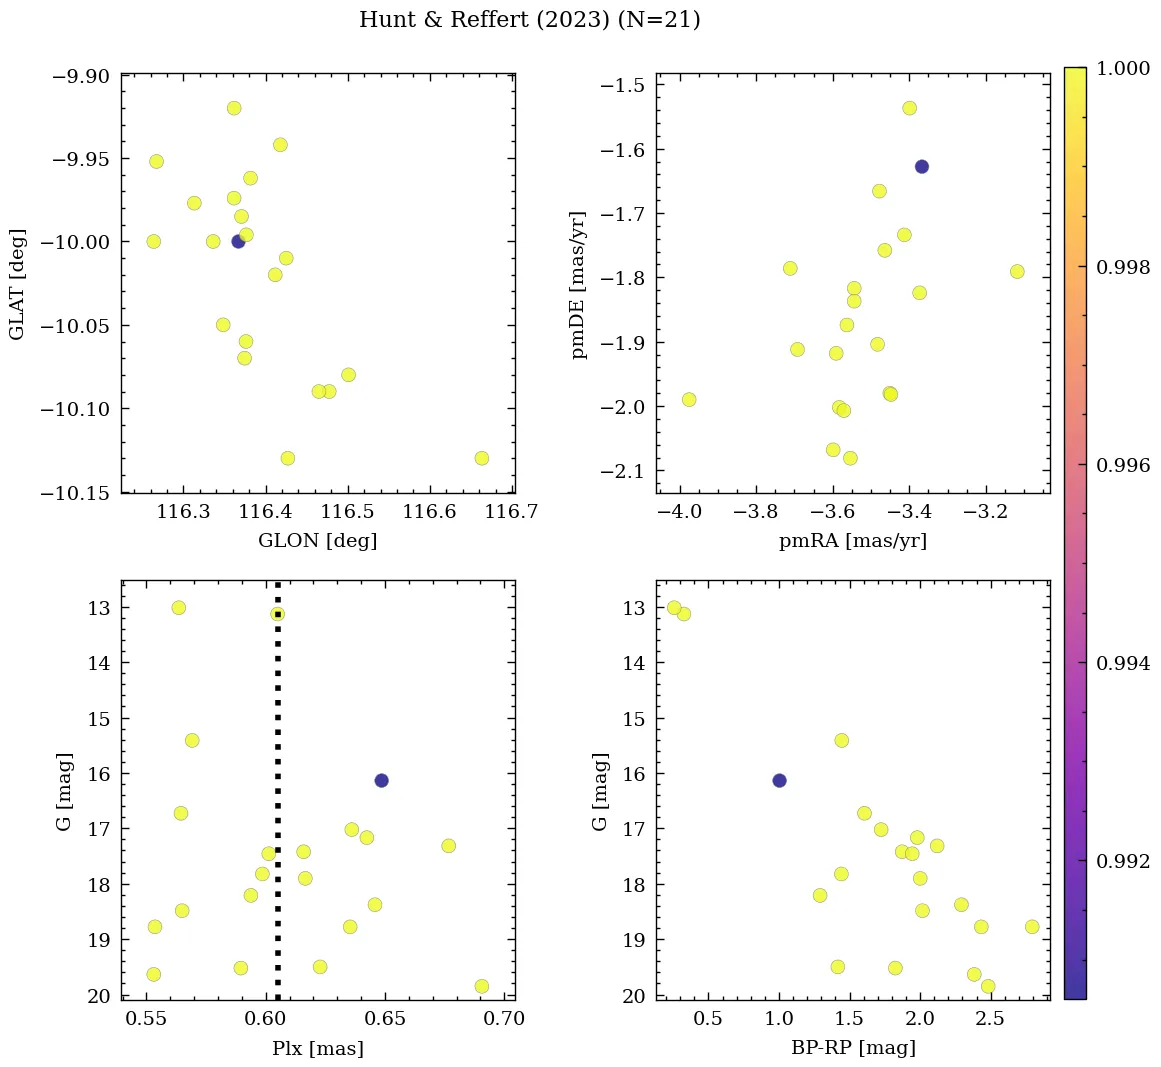 Hunt & Reffert (2023) (N=21)
−9.90
−9.95
−10.00
−10.05
−10.10
−10.15
116.3 116.4 116.5 116.6 116.7
GLON [deg]
GLAT [deg]
−1.5
−1.6
−1.7
−1.8
−1.9
−2.0
−2.1
−4.0 −3.8 −3.6 −3.4 −3.2
pmRA [mas/yr]
pmDE [mas/yr]
13
14
15
16
17
18
19
20
0.55 0.60 0.65 0.70
Plx [mas]
G [mag]
13
14
15
16
17
18
19
20
0.5 1.0 1.5 2.0 2.5
BP-RP [mag]
G [mag]
1.000
0.998
0.996
0.994
0.992